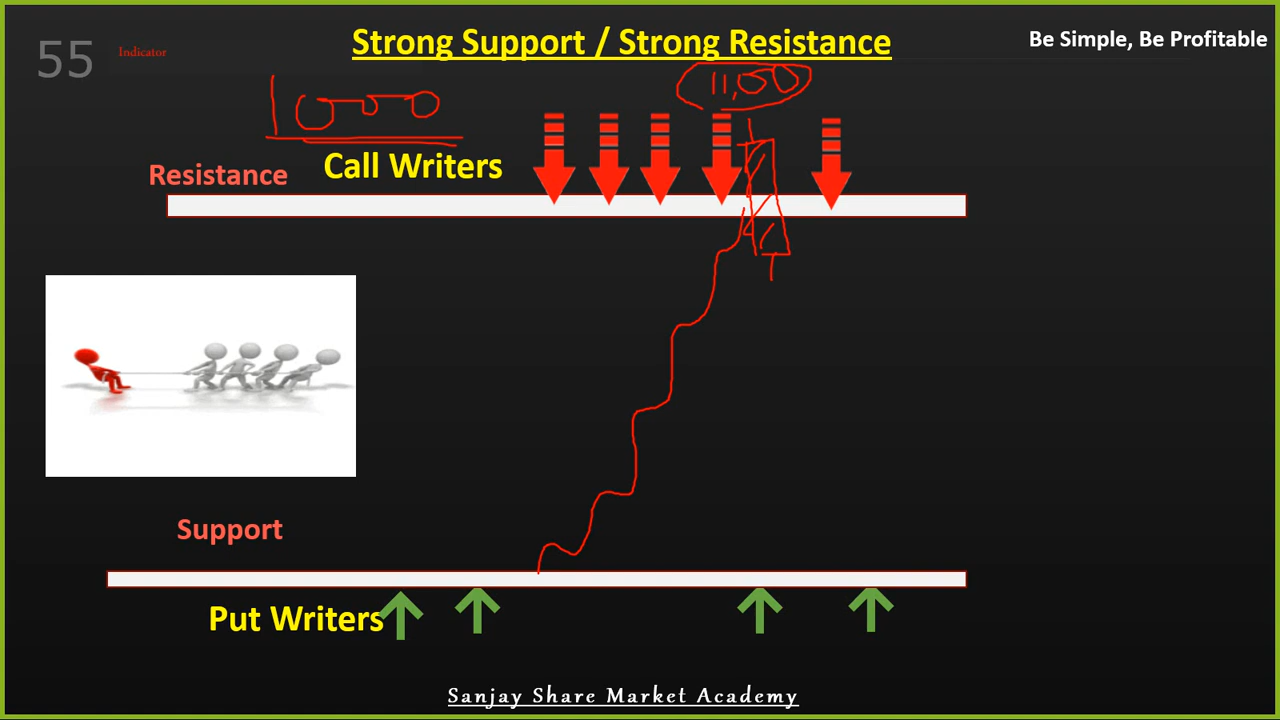 55
Indicator
Strong Support / Strong Resistance
Be Simple, Be Profitable
11,00
10000
Call Writers
Resistance
Support
Put Writers
Sanjay Share Market Academy